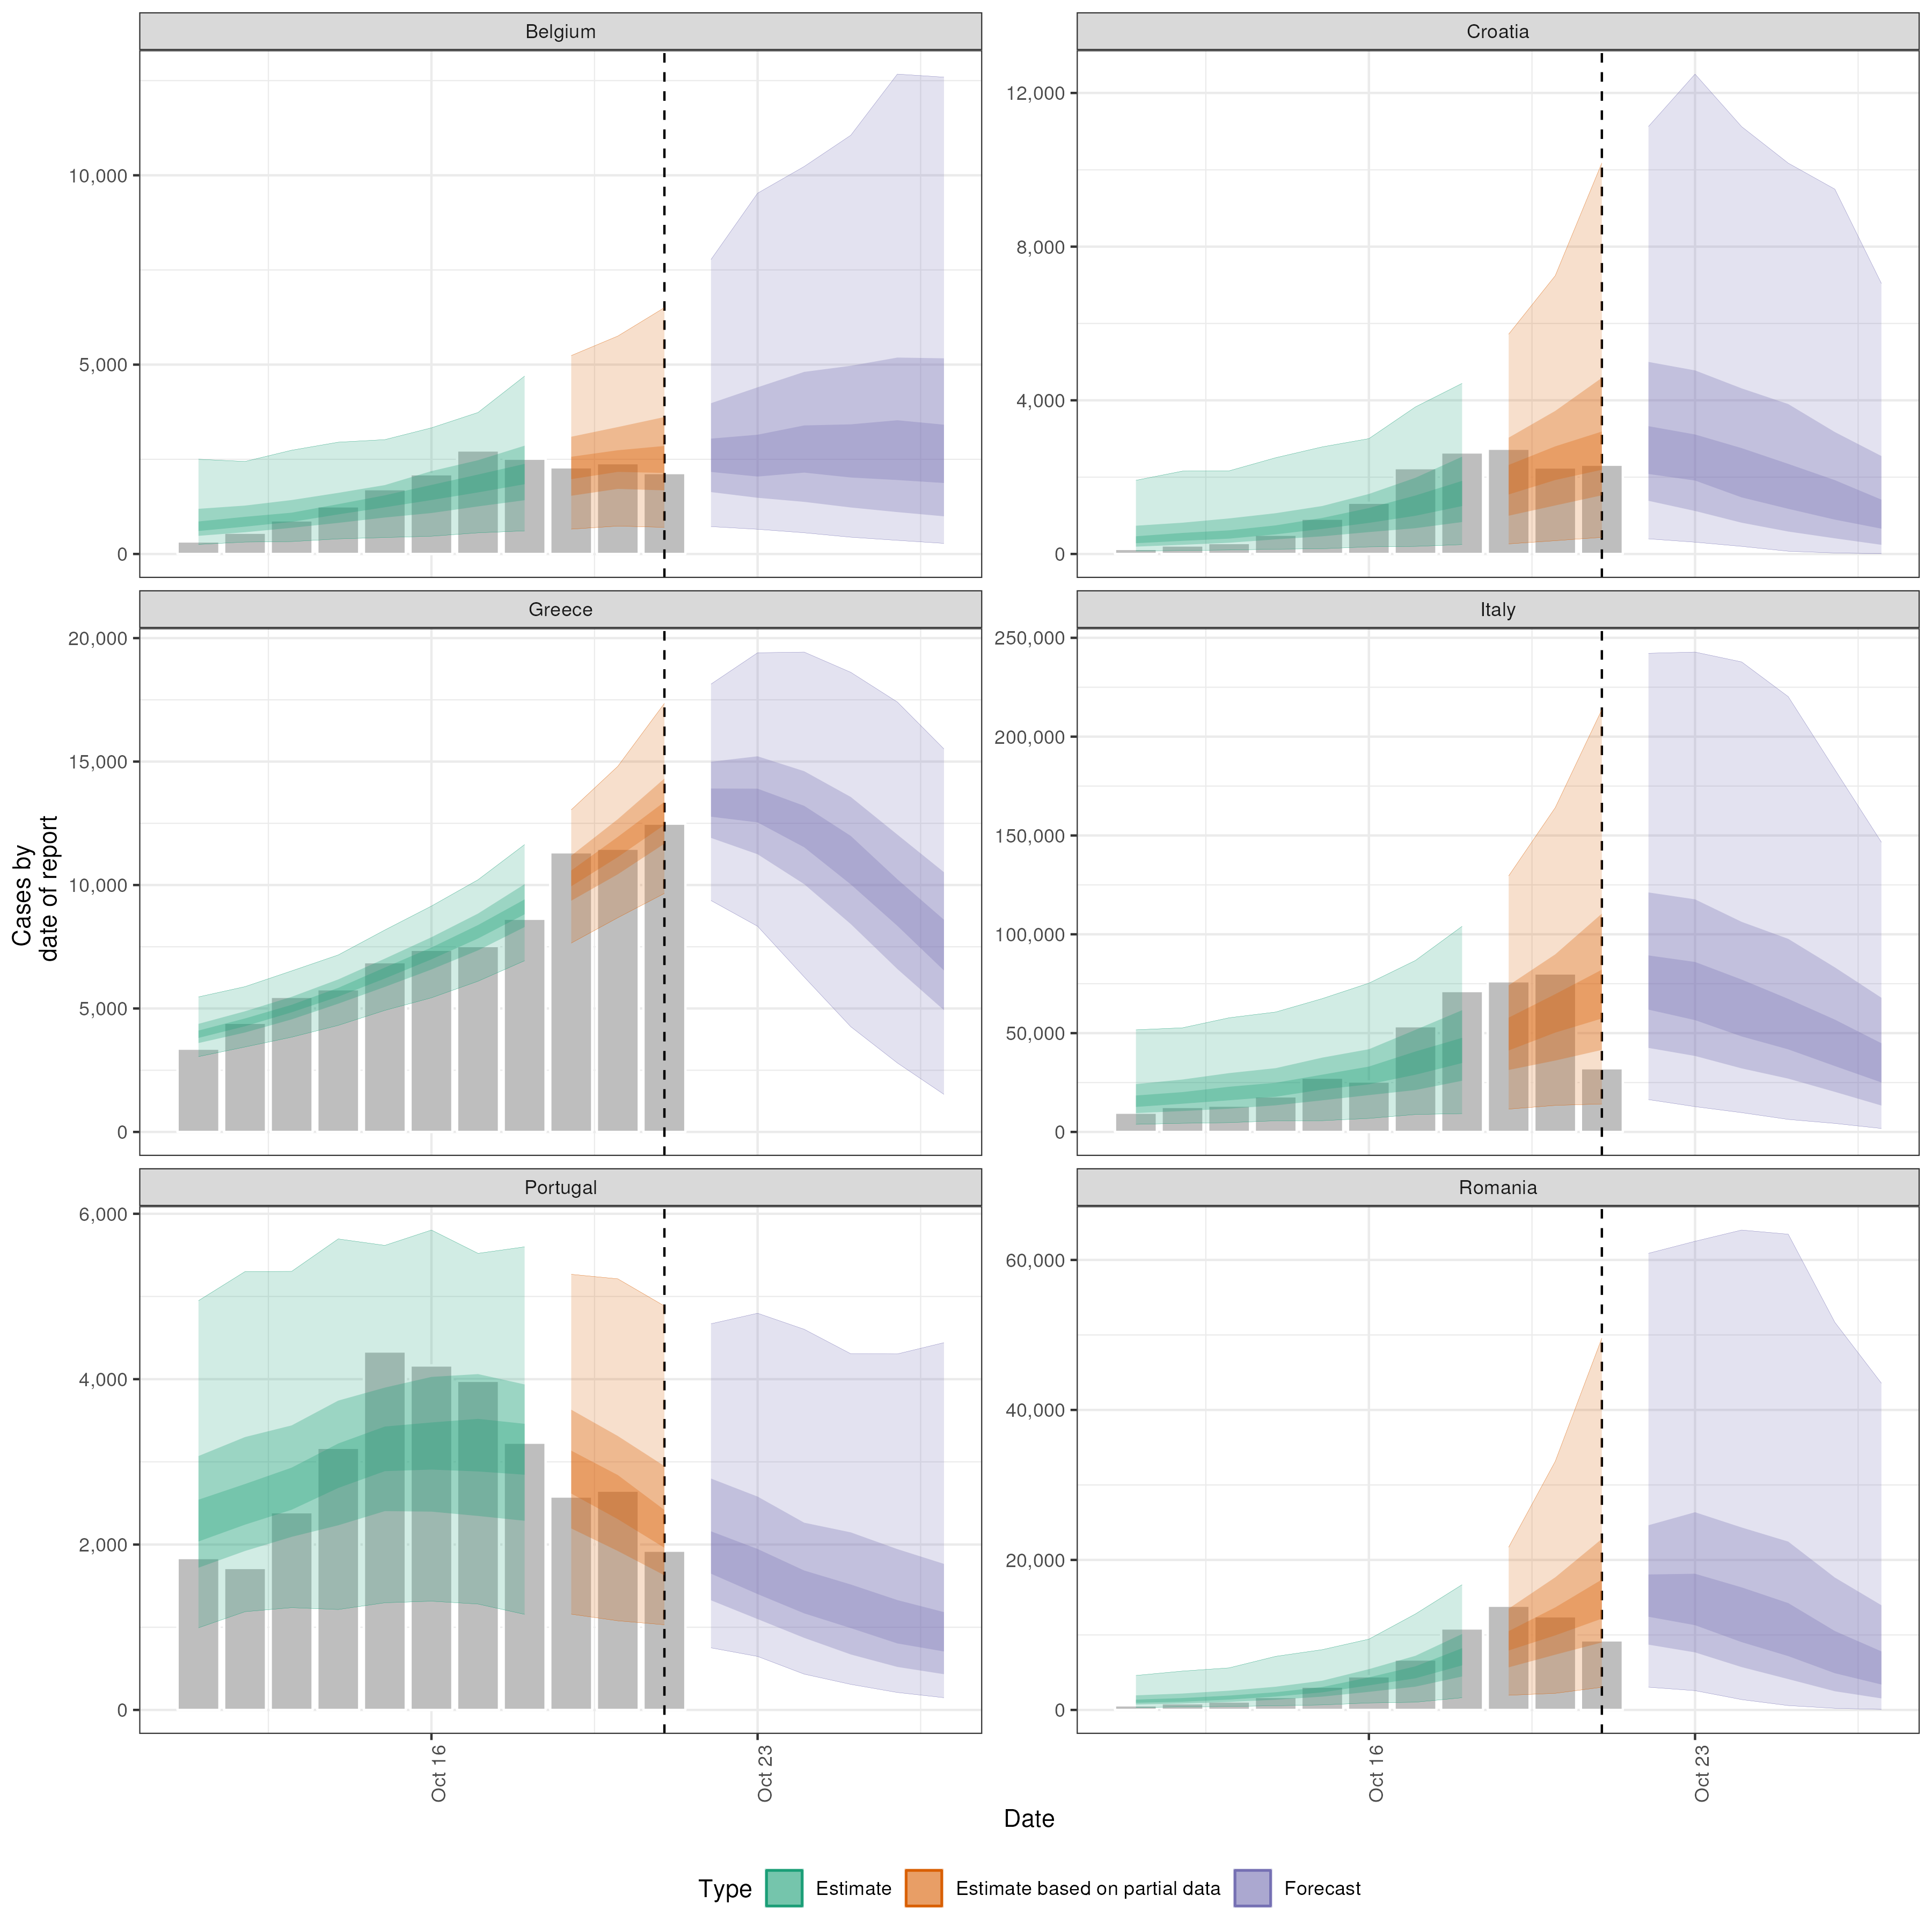 Belgium
Croatia
10,000
5,000
0
12,000
8,000
4,000
0
Greece
Italy
20,000
15,000
10,000
5,000
0
250,000
200,000
150,000
100,000
50,000
0
Portugal
Romania
6,000
4,000
2,000
0
60,000
40,000
20,000
0
Cases by
date of report
Oct 16
Oct 23
Oct 16
Oct 23
Date
Type
Estimate
Estimate based on partial data
Forecast